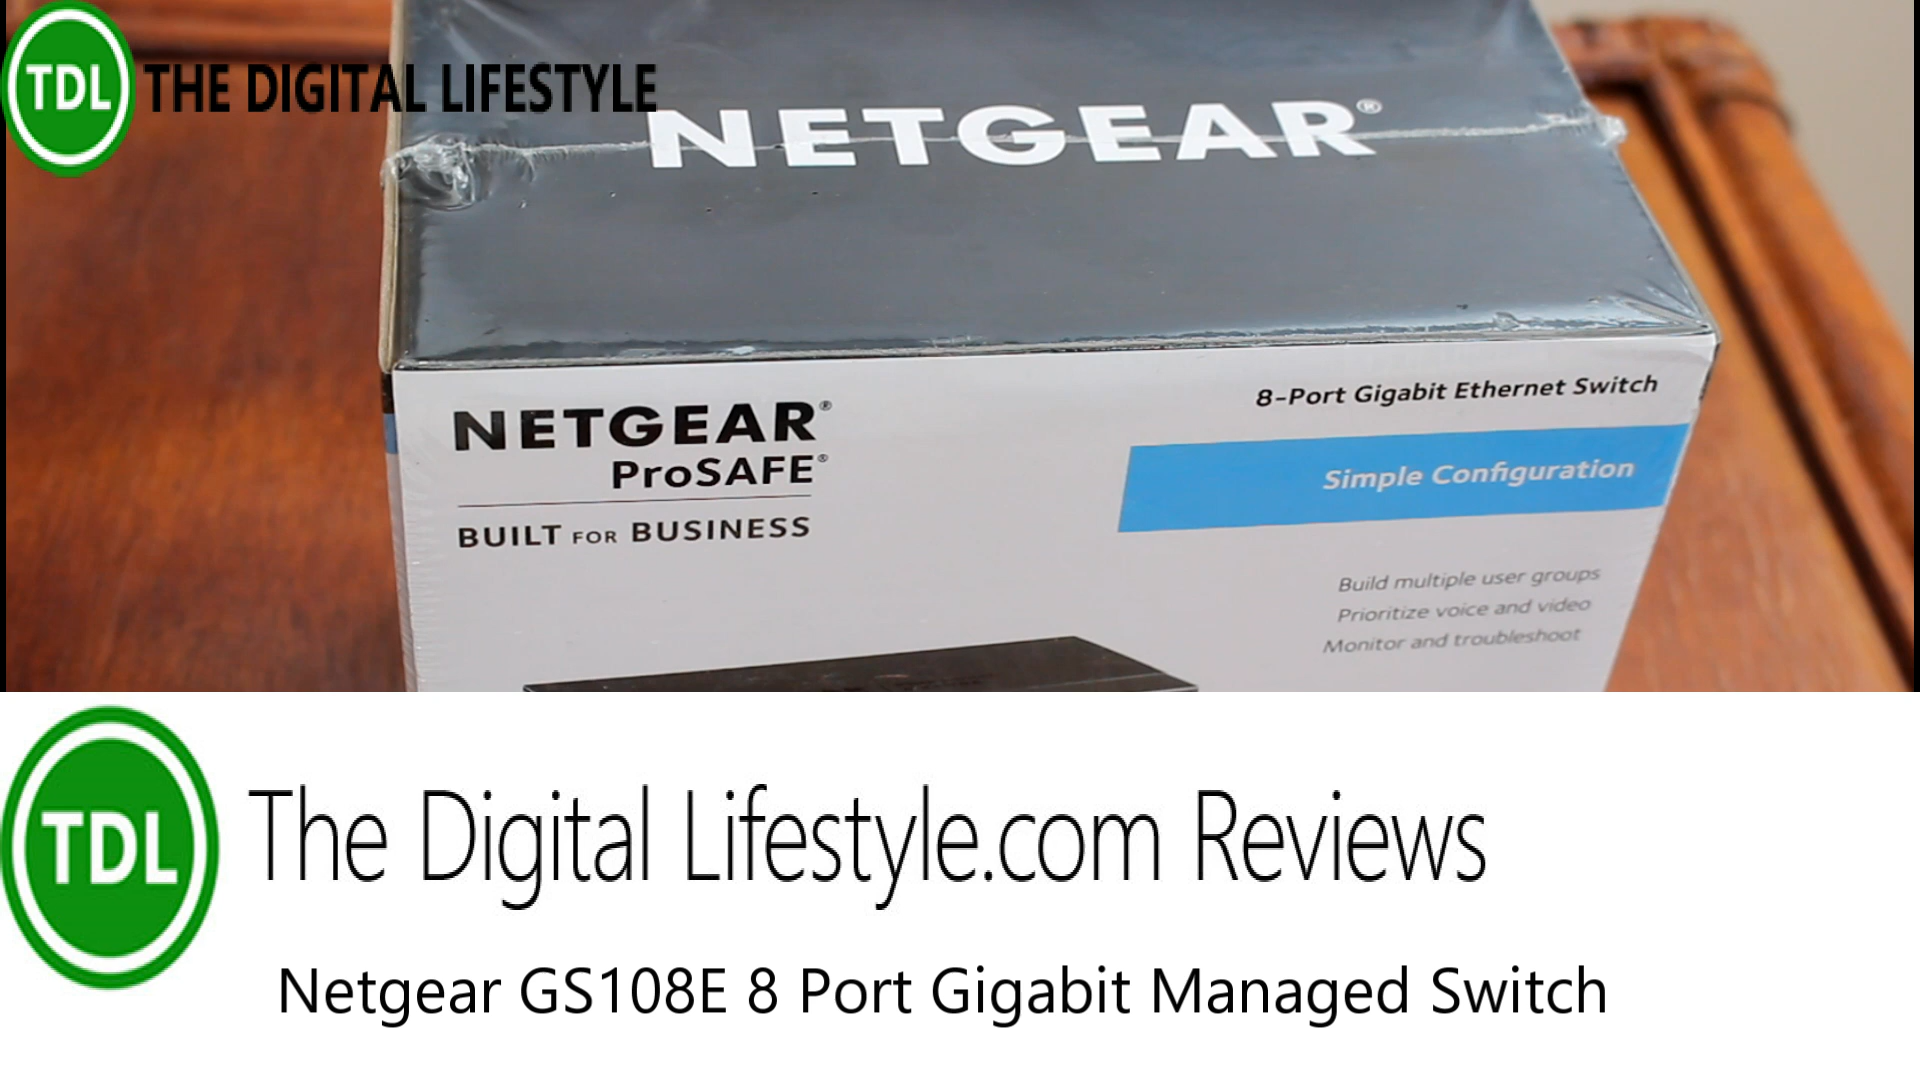 TDL THE DIGITAL LIFESTYLE
NETGEAR®
NETGEAR®
ProSAFE®
BUILT FOR BUSINESS
8-Port Gigabit Ethernet Switch
Simple Configuration
Build multiple user groups
Prioritize voice and video
Monitor and troubleshoot
TDL
The Digital Lifestyle.com Reviews
Netgear GS108E 8 Port Gigabit Managed Switch